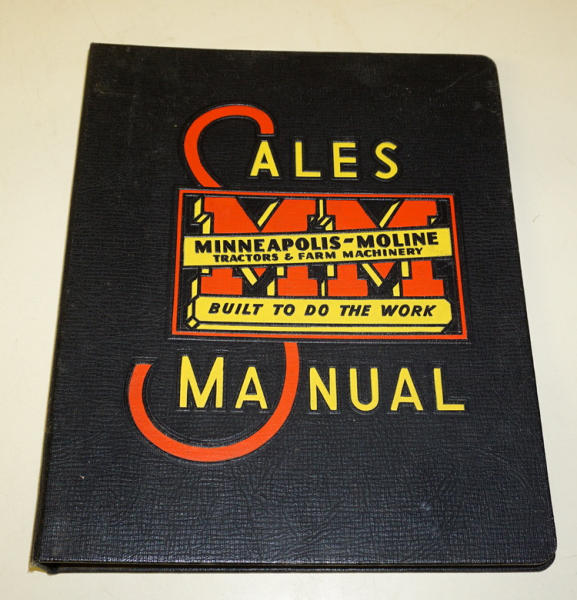 SALES
MM
MINNEAPOLIS-MOLINE
TRACTORS & FARM MACHINERY
BUILT TO DO THE WORK
MANUAL